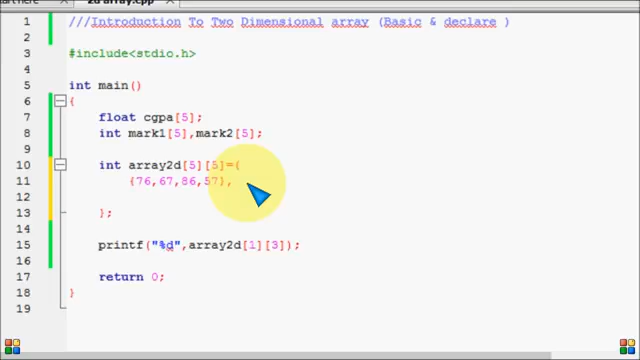 2d array.cpp
1 ///Introduction To Two Dimensional array (Basic & declare )
2
3 #include<stdio.h>
4
5 int main()
6 {
7 float cgpa[5];
8 int mark1[5],mark2[5];
9
10 int array2d[5][5]={
11 {76,67,86,57},
12
13 };
14
15 printf("%d",array2d[1][3]);
16
17 return 0;
18 }
19